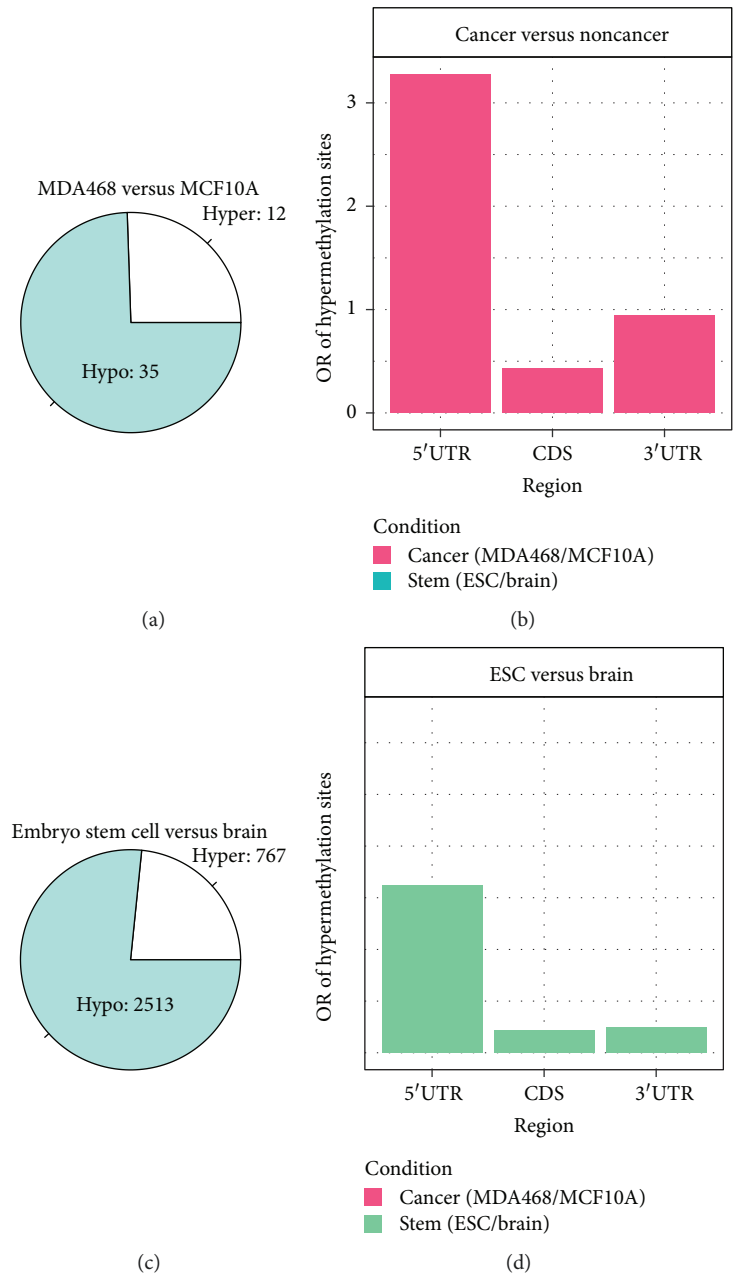 MDA468 versus MCF10A
Hyper: 12
Hypo: 35
(a)
Cancer versus noncancer
OR of hypermethylation sites
3
2
1
0
5′UTR CDS 3′UTR
Region
Condition
Cancer (MDA468/MCF10A)
Stem (ESC/brain)
(b)
Embryo stem cell versus brain
Hyper: 767
Hypo: 2513
(c)
ESC versus brain
OR of hypermethylation sites
5′UTR CDS 3′UTR
Region
Condition
Cancer (MDA468/MCF10A)
Stem (ESC/brain)
(d)